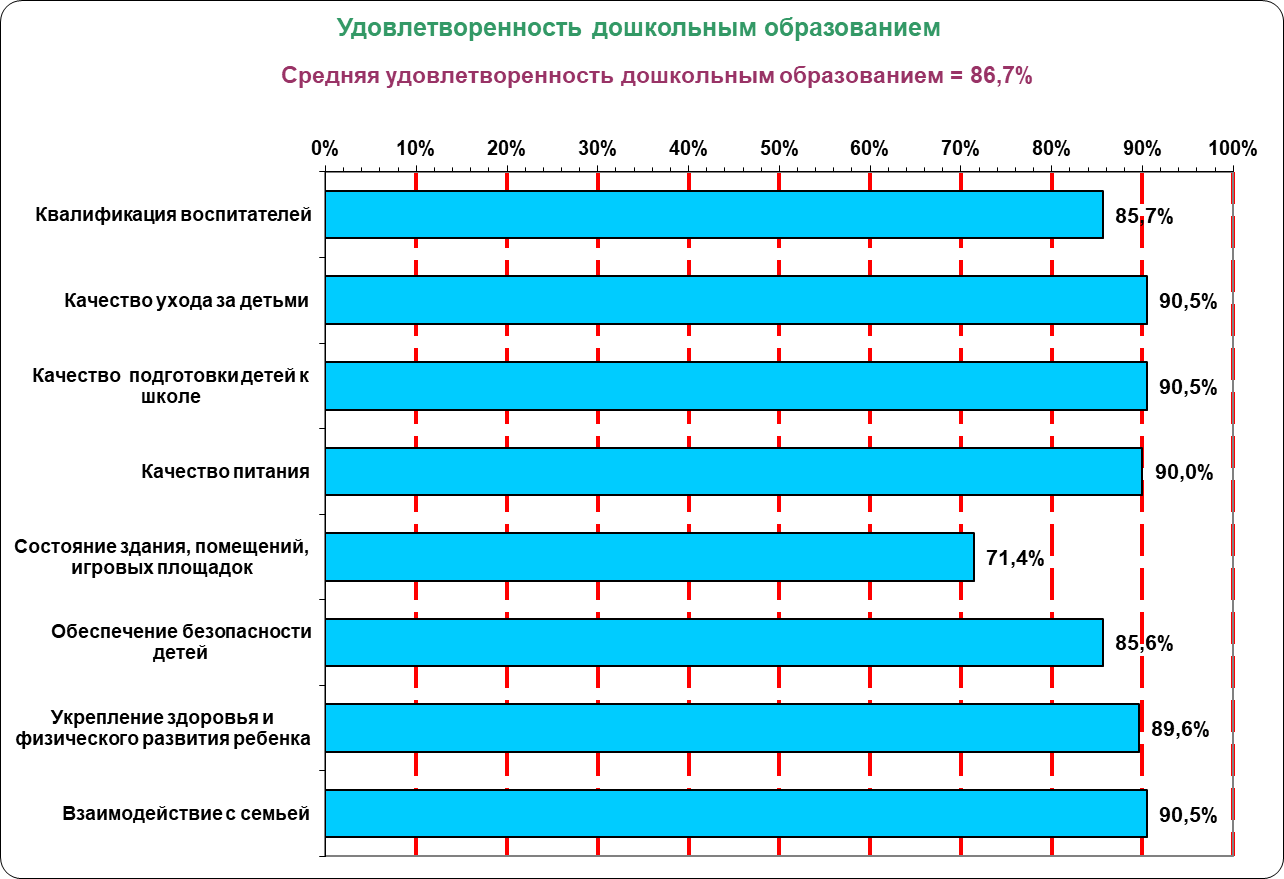 Удовлетворенность дошкольным образованием
Средняя удовлетворенность дошкольным образованием = 86,7%
0% 10% 20% 30% 40% 50% 60% 70% 80% 90% 100%
Квалификация воспитателей 85,7%
Качество ухода за детьми 90,5%
Качество подготовки детей к
школе
90,5%
Качество питания 90,0%
Состояние здания, помещений,
игровых площадок
71,4%
Обеспечение безопасности
детей
85,6%
Укрепление здоровья и
физического развития ребенка
89,6%
Взаимодействие с семьей 90,5%